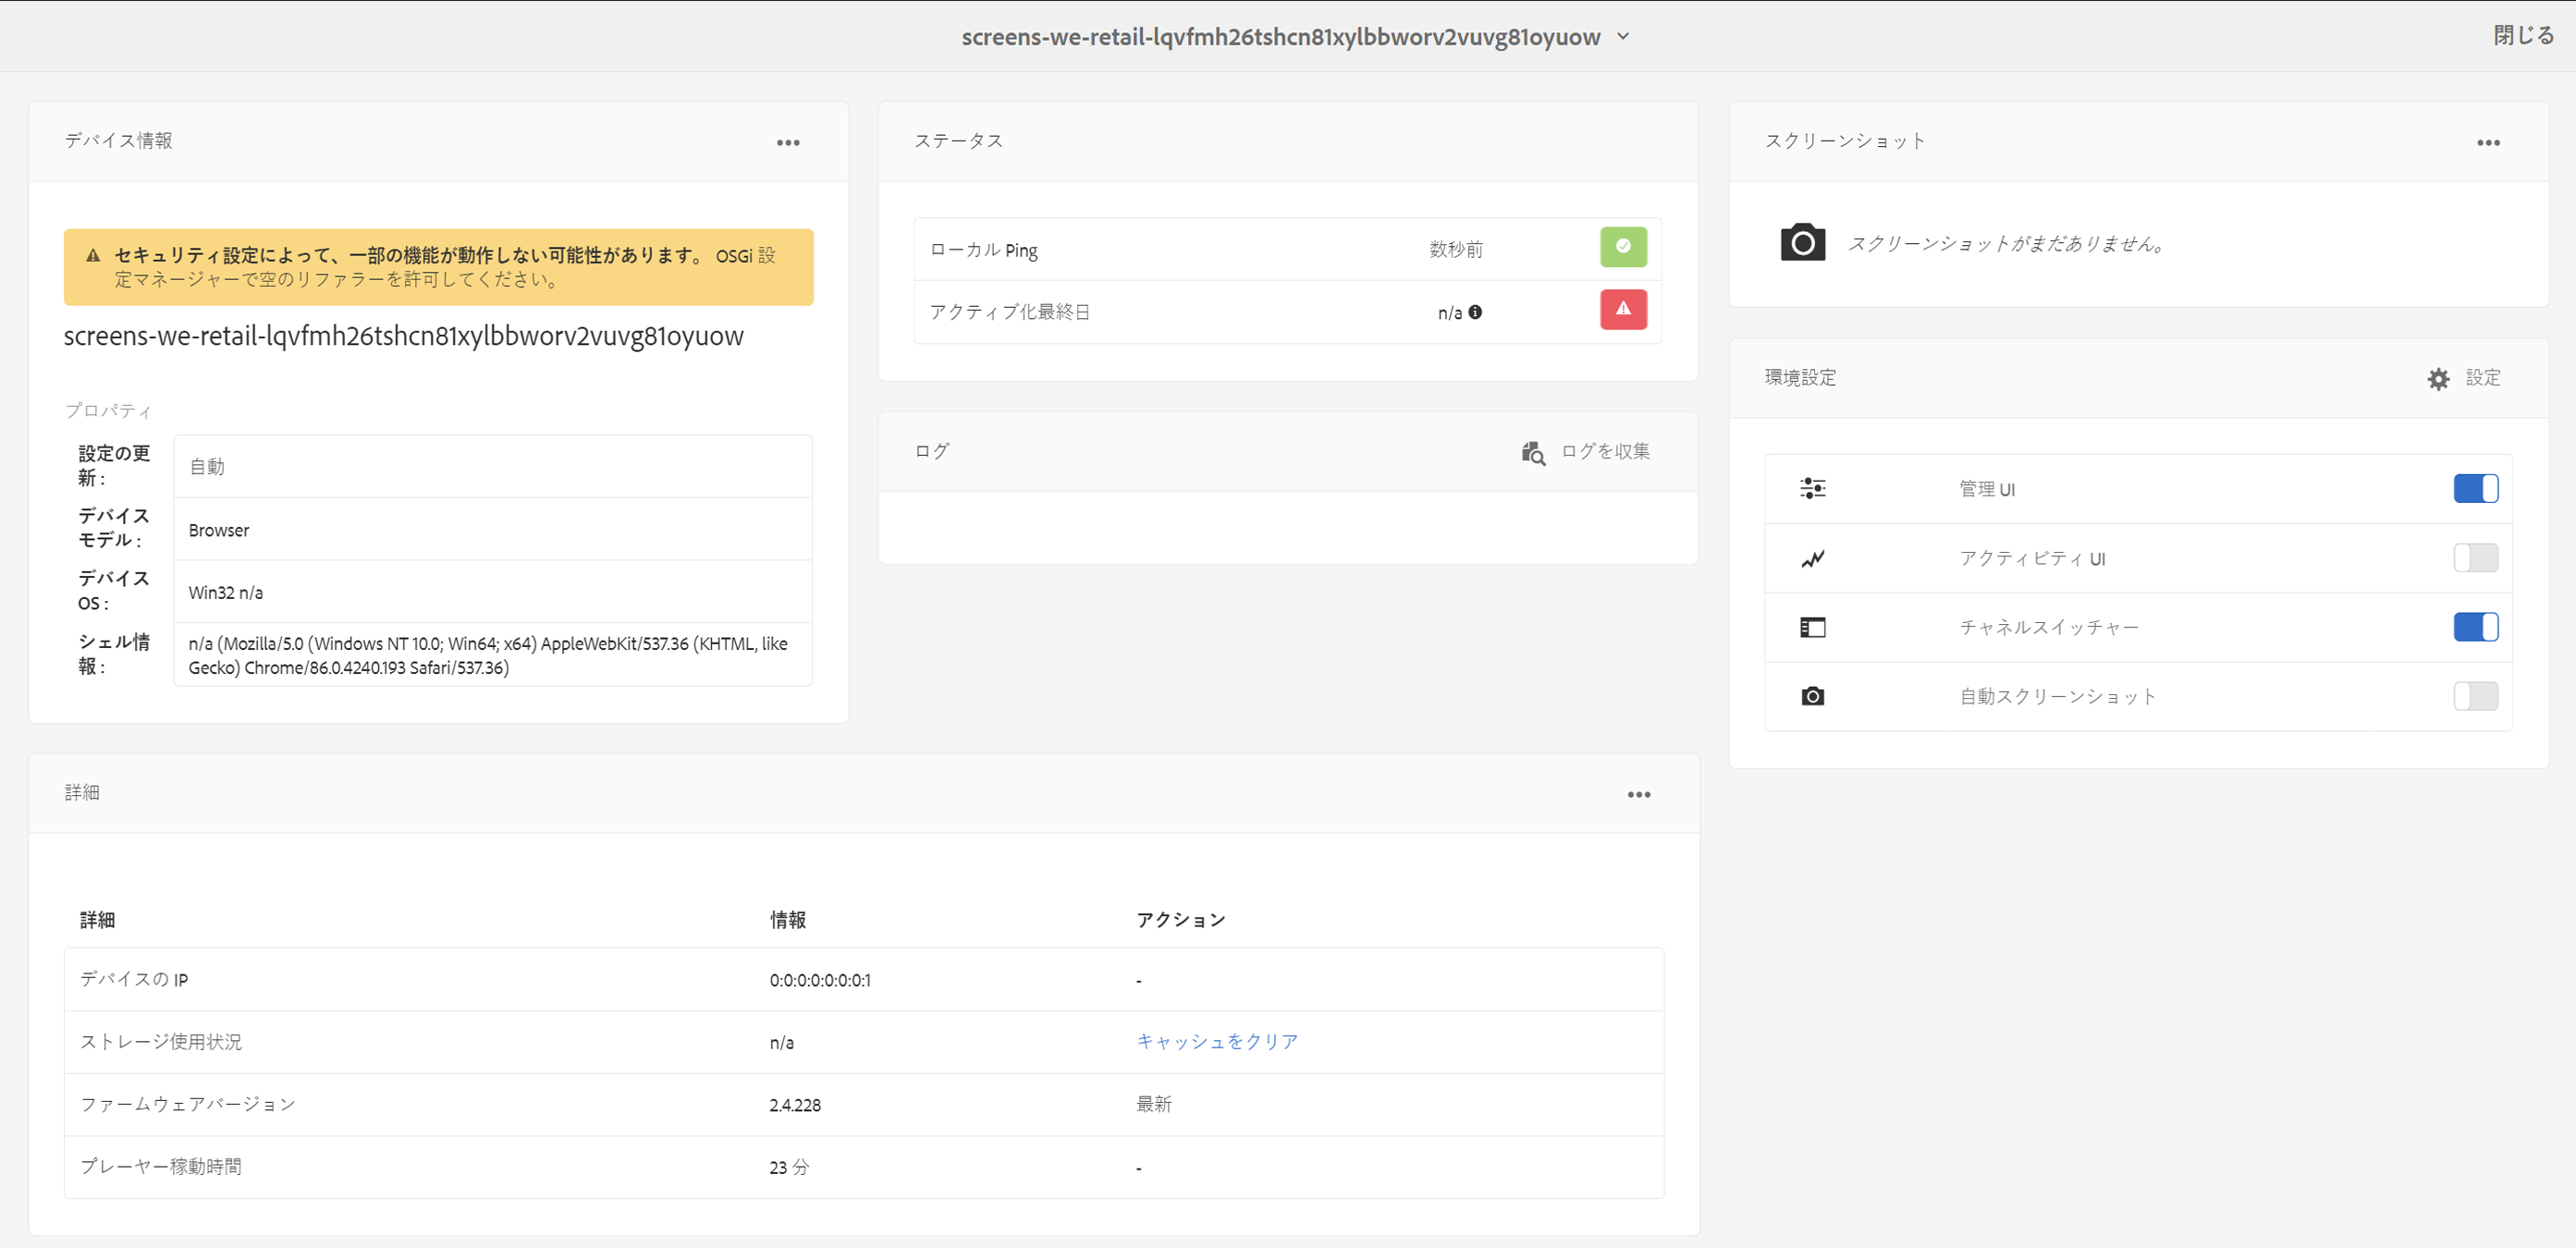 screens-we-retail-lqvfmh26tshcn81xylbbworv2vuvg81oyuow
閉じる
デバイス情報
セキュリティ設定によって、一部の機能が動作しない可能性があります。 OSGi 設
定マネージャーで空のリファラーを許可してください。
screens-we-retail-lqvfmh26tshcn81xylbbworv2vuvg81oyuow
プロパティ
設定の更
新 :
自動
デバイス
モデル :
Browser
デバイス
OS :
Win32 n/a
シェル情
報 :
n/a (Mozilla/5.0 (Windows NT 10.0; Win64; x64) AppleWebKit/537.36 (KHTML, like
Gecko) Chrome/86.0.4240.193 Safari/537.36)
ステータス
ローカル Ping 数秒前
アクティブ化最終日 n/a
ログ
ログを収集
スクリーンショット
スクリーンショットがまだありません。
環境設定
設定
管理 UI
アクティビティ UI
チャネルスイッチャー
自動スクリーンショット
詳細
詳細 情報 アクション
デバイスの IP 0:0:0:0:0:0:0:1 -
ストレージ使用状況 n/a キャッシュをクリア
ファームウェアバージョン 2.4.228 最新
プレーヤー稼動時間 23 分 -